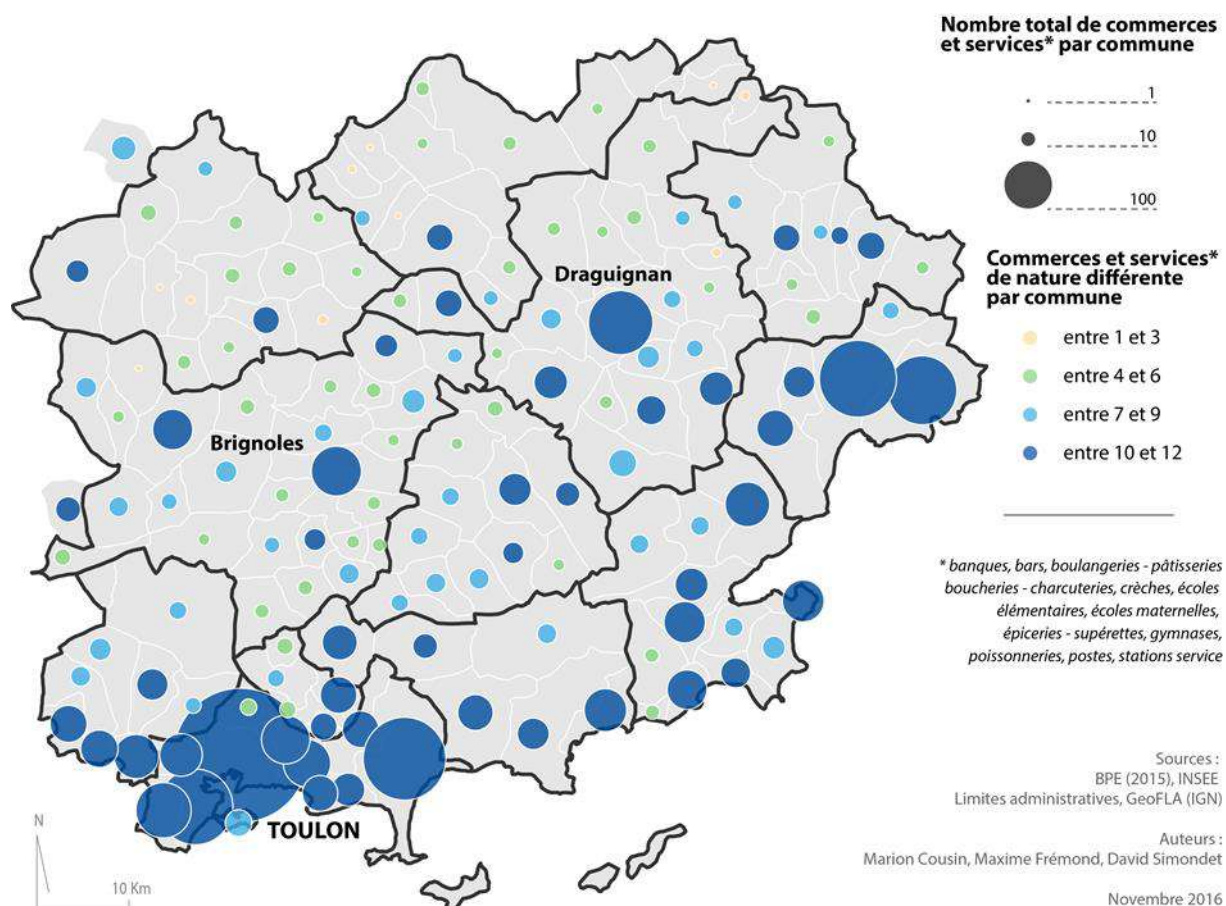 Nombre total de commerces
et services* par commune
1
10
100
Commerces et services*
de nature différente
par commune
entre 1 et 3
entre 4 et 6
entre 7 et 9
entre 10 et 12
* banques, bars, boulangeries - pâtisseries
boucheries - charcuteries, crèches, écoles
élémentaires, écoles maternelles,
épiceries - supérettes, gymnases,
poissonneries, postes, stations service
Draguignan
Brignoles
TOULON
N
10 Km
Sources :
BPE (2015), INSEE
Limites administratives, GeoFLA (IGN)
Auteurs :
Marion Cousin, Maxime Frémond, David Simondet
Novembre 2016